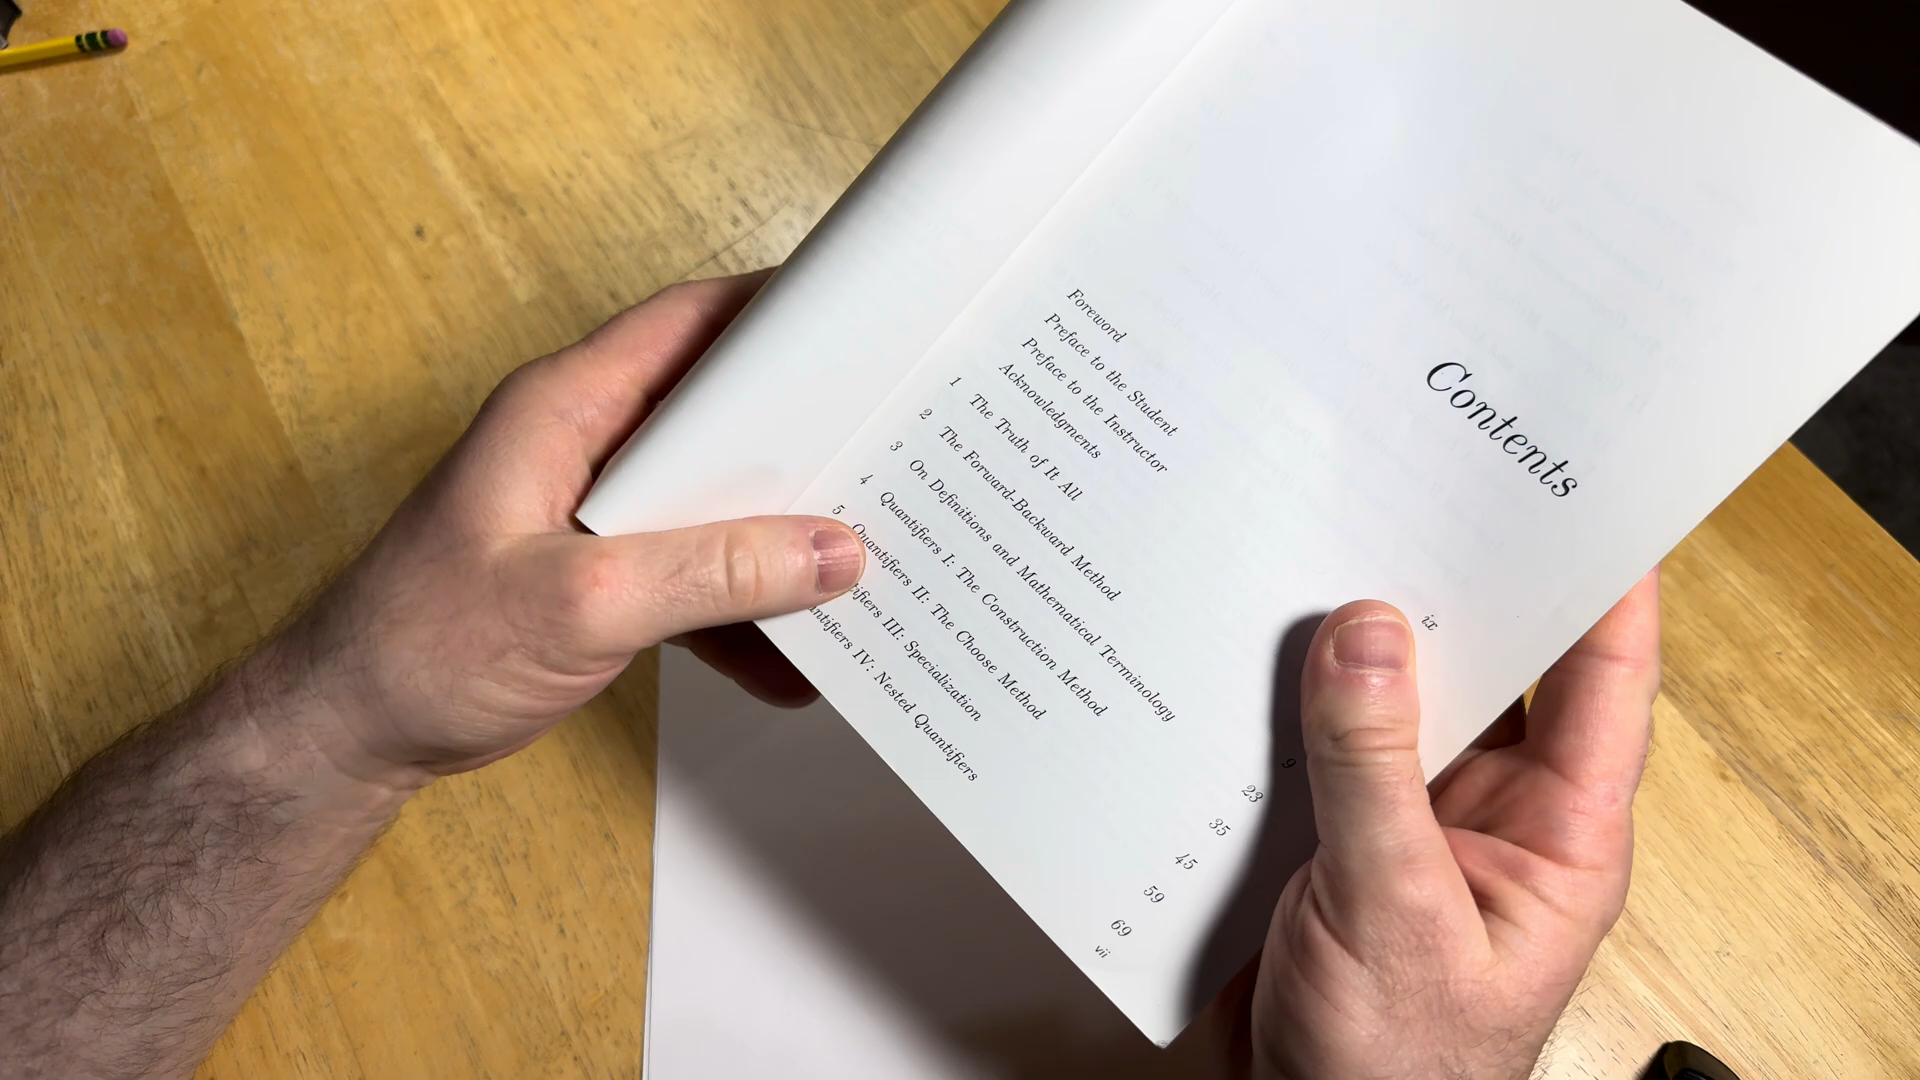 Contents
Foreword ix
Preface to the Student
Preface to the Instructor
Acknowledgments
1 The Truth of It All
2 The Forward-Backward Method 9
3 On Definitions and Mathematical Terminology 23
4 Quantifiers I: The Construction Method 35
5 Quantifiers II: The Choose Method 45
tifiers III: Specialization 59
antifiers IV: Nested Quantifiers 69
vii